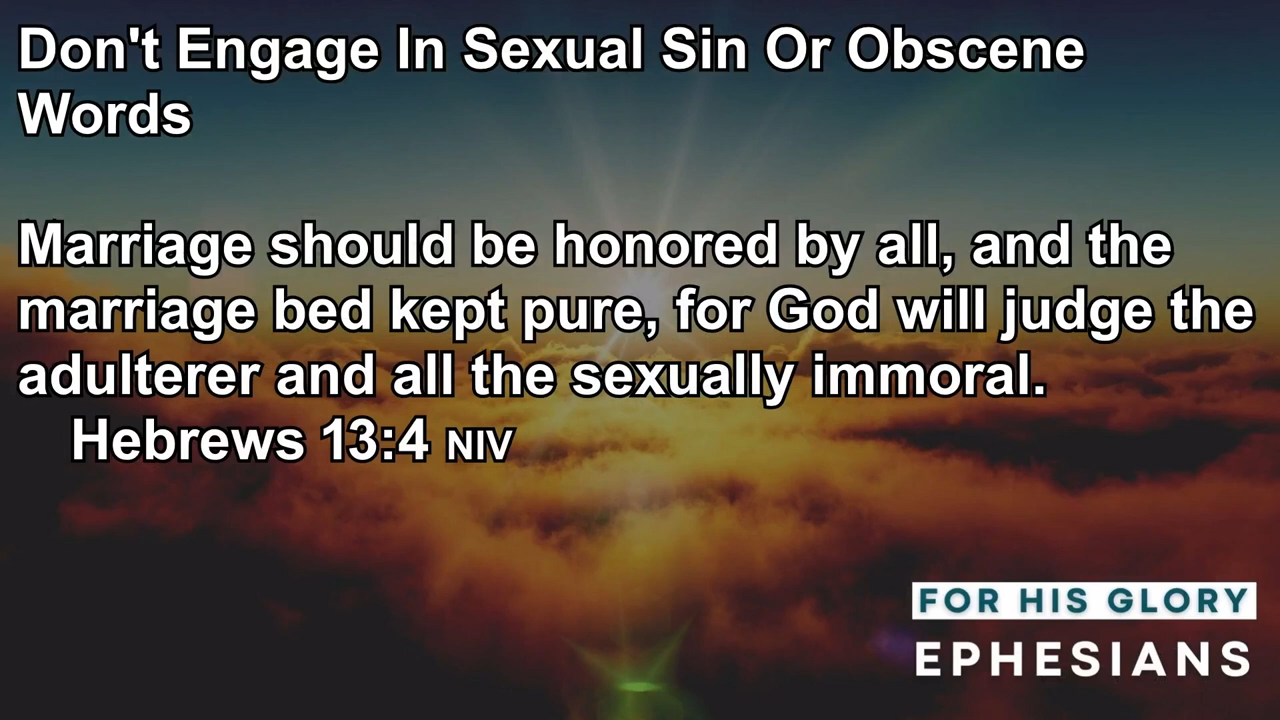 Don't Engage In Sexual Sin Or Obscene
Words
Marriage should be honored by all, and the
marriage bed kept pure, for God will judge the
adulterer and all the sexually immoral.
Hebrews 13:4 NIV
FOR HIS GLORY
EPHESIANS